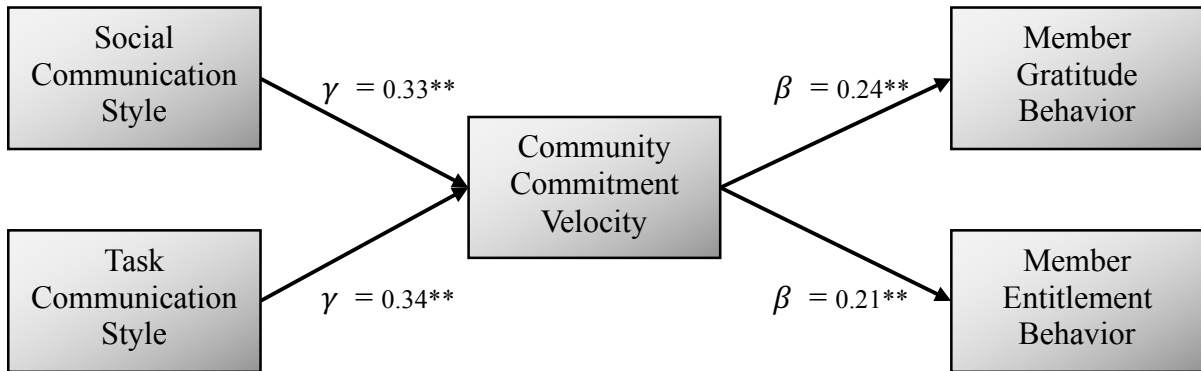 Social
Communication
Style
γ = 0.33**
Task
Communication
Style
γ = 0.34**
Community
Commitment
Velocity
β = 0.24**
Member
Gratitude
Behavior
β = 0.21**
Member
Entitlement
Behavior